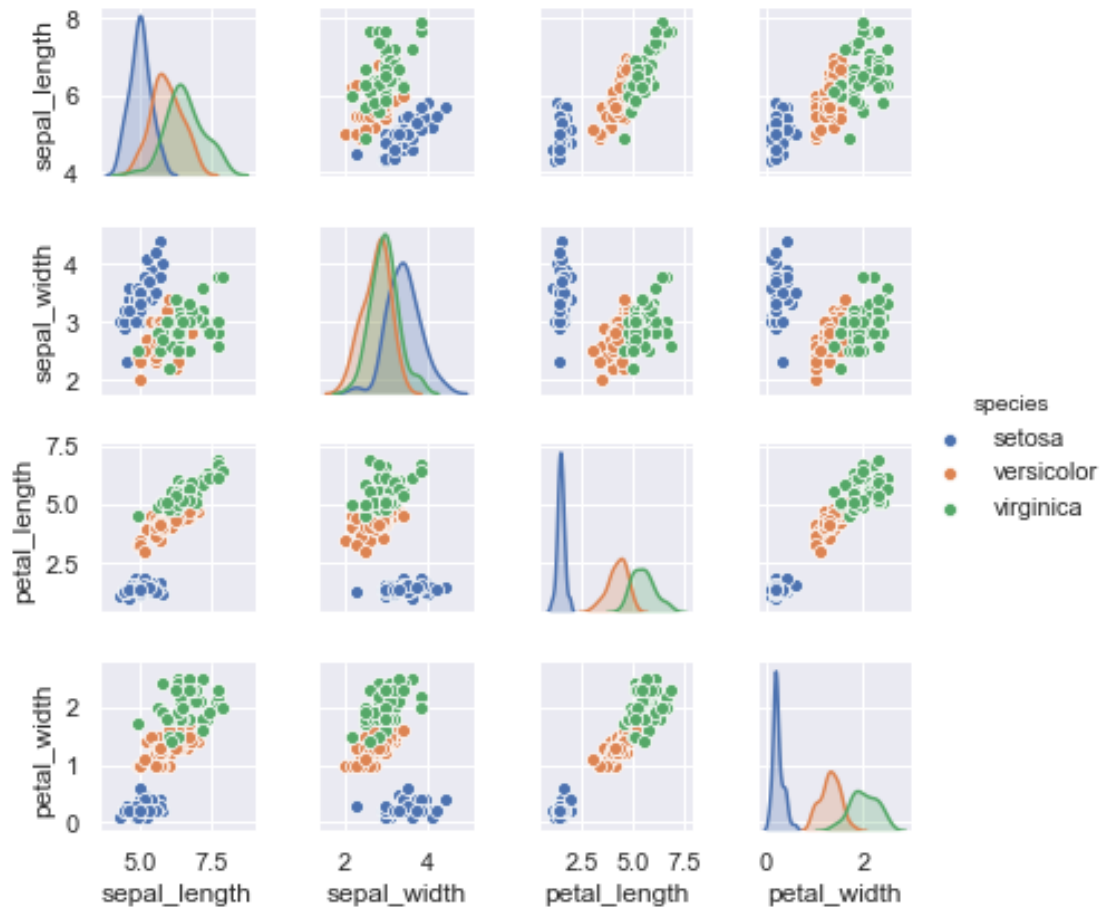 sepal_length
8
6
4
sepal_width
4
3
2
species
setosa
versicolor
virginica
petal_length
7.5
5.0
2.5
petal_width
2
1
0
5.0 7.5 2 4 2.5 5.0 7.5 0 2
sepal_length sepal_width petal_length petal_width